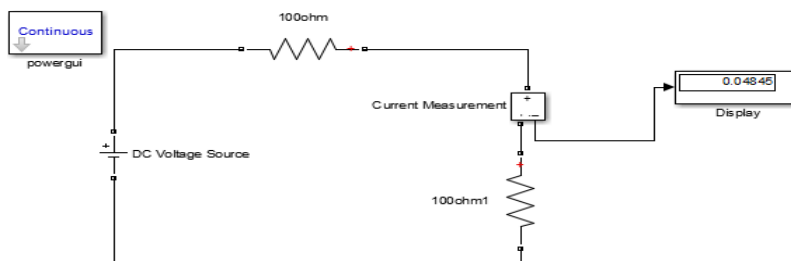 100ohm
Continuous
powergui
0.04845
Current Measurement
Display
DC Voltage Source
100ohm1